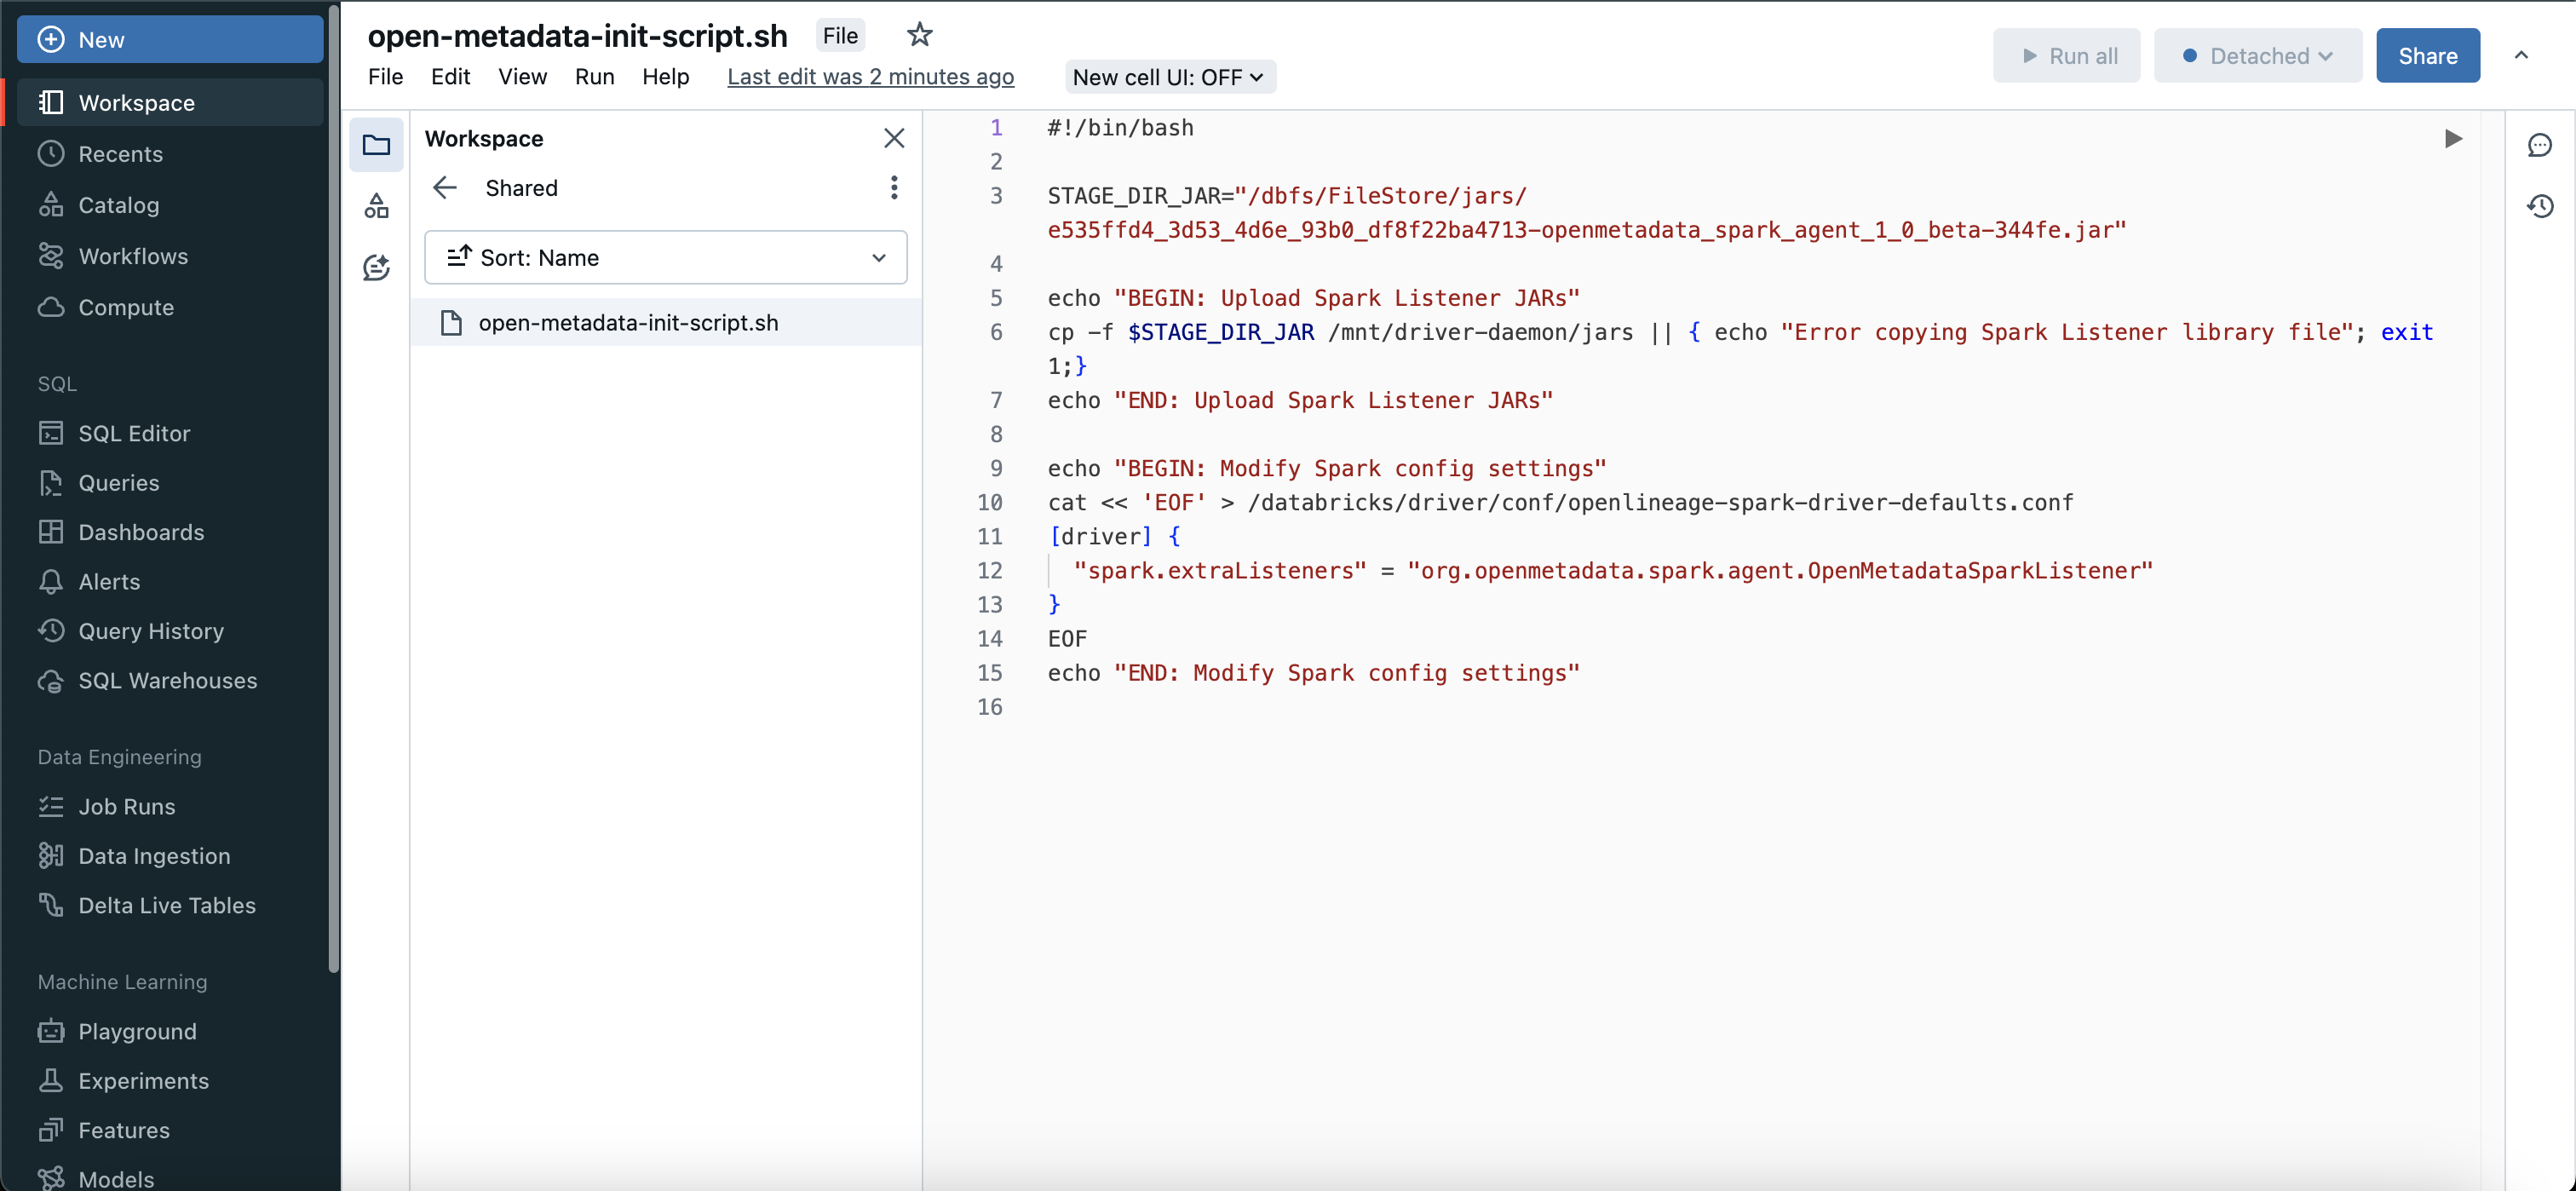 New
Workspace
Recents
Catalog
Workflows
Compute
SQL
SQL Editor
Queries
Dashboards
Alerts
Query History
SQL Warehouses
Data Engineering
Job Runs
Data Ingestion
Delta Live Tables
Machine Learning
Playground
Experiments
Features
Models
open-metadata-init-script.sh File
File Edit View Run Help Last edit was 2 minutes ago New cell UI: OFF
Run all Detached Share
Workspace
Shared
Sort: Name
open-metadata-init-script.sh
1 #!/bin/bash
2
3 STAGE_DIR_JAR="/dbfs/FileStore/jars/
e535ffd4_3d53_4d6e_93b0_df8f22ba4713-openmetadata_spark_agent_1_0_beta-344fe.jar"
4
5 echo "BEGIN: Upload Spark Listener JARs"
6 cp -f $STAGE_DIR_JAR /mnt/driver-daemon/jars || { echo "Error copying Spark Listener library file"; exit
1;}
7 echo "END: Upload Spark Listener JARs"
8
9 echo "BEGIN: Modify Spark config settings"
10 cat << 'EOF' > /databricks/driver/conf/openlineage-spark-driver-defaults.conf
11 [driver] {
12 "spark.extraListeners" = "org.openmetadata.spark.agent.OpenMetadataSparkListener"
13 }
14 EOF
15 echo "END: Modify Spark config settings"
16